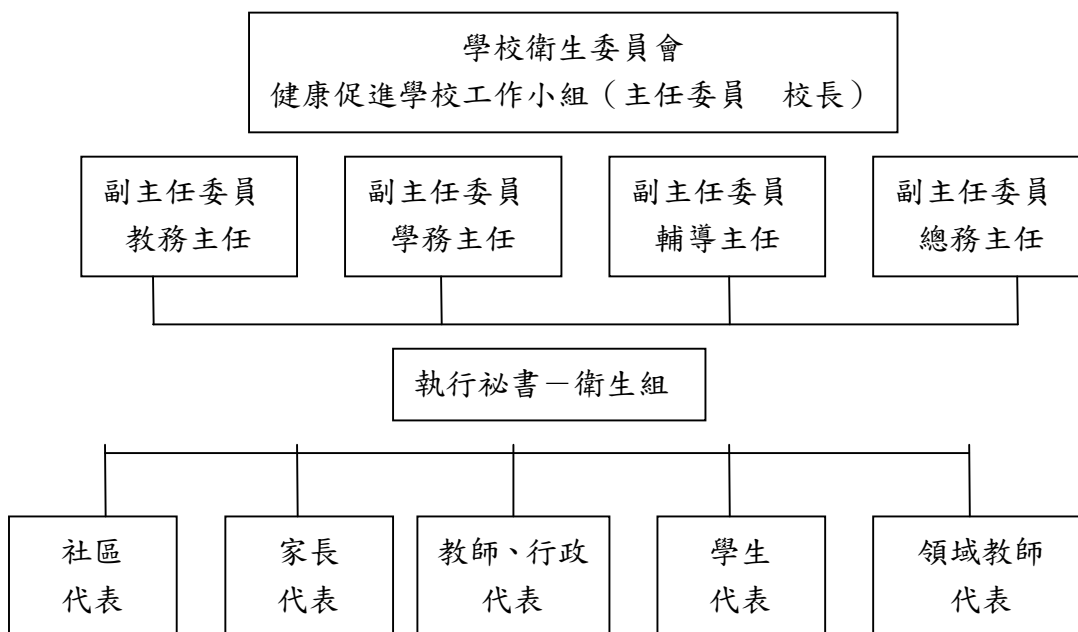 學校衛生委員會
健康促進學校工作小組（主任委員　校長）
副主任委員
教務主任
副主任委員
學務主任
副主任委員
輔導主任
副主任委員
總務主任
執行祕書－衛生組
社區
代表
家長
代表
教師、行政
代表
學生
代表
領域教師
代表